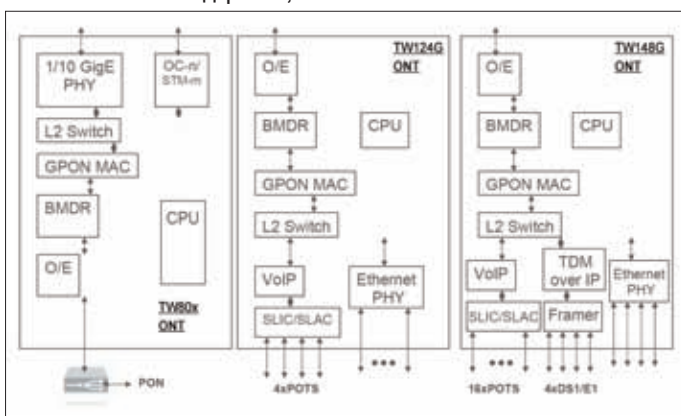 1/10 GigE
PHY
OC-n/
STM-m
L2 Switch
GPON MAC
BMDR
CPU
O/E
TW80x
ONT
PON
TW124G
ONT
O/E
BMDR
CPU
GPON MAC
L2 Switch
VoIP
Ethernet
PHY
SLIC/SLAC
4xPOTS
TW148G
ONT
O/E
BMDR
CPU
GPON MAC
L2 Switch
VoIP
TDM
over IP
Ethernet
PHY
SLIC/SLAC
Framer
16xPOTS
4xDS1/E1